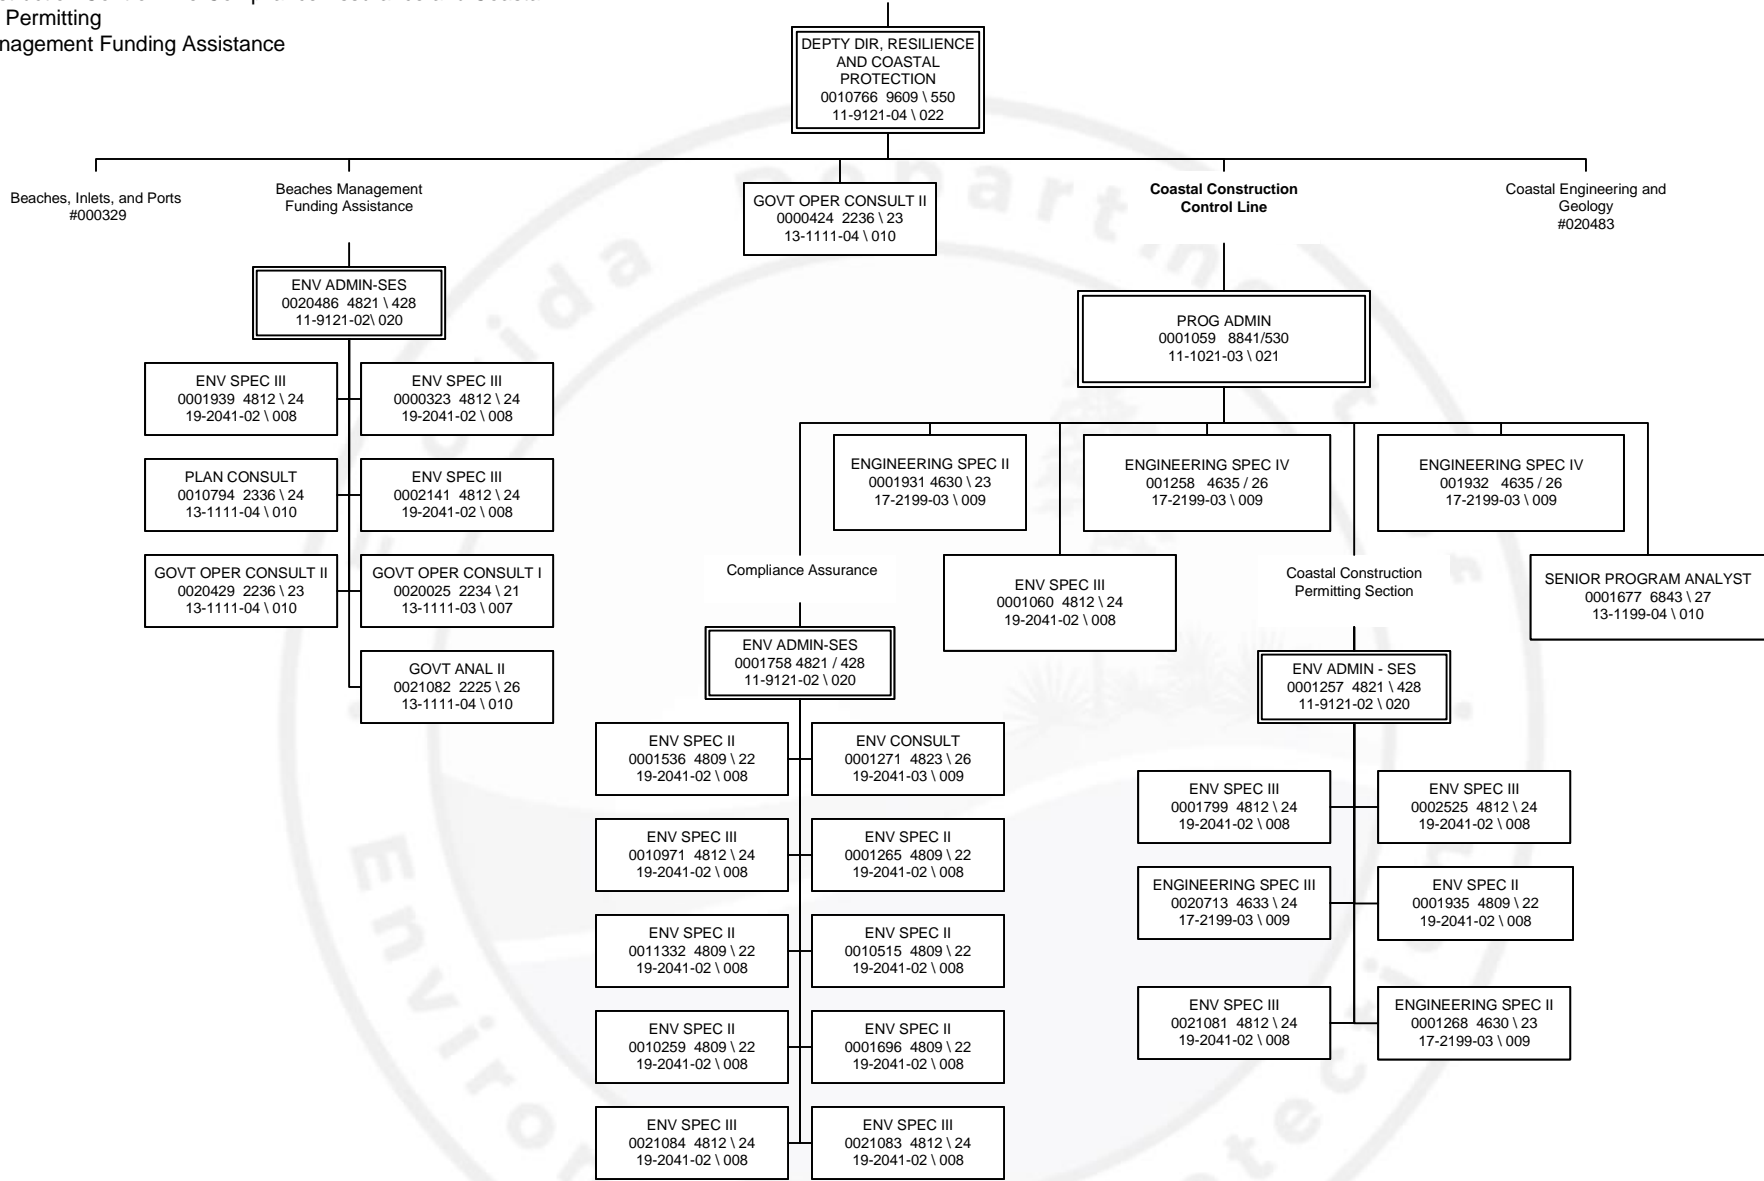 Permitting
Funding Assistance
DEPTY DIR, RESILIENCE
AND COASTAL
PROTECTION
0010766 9609 \ 550
11-9121-04 \ 022
Beaches, Inlets, and Ports
#000329
Beaches Management
Funding Assistance
GOVT OPER CONSULT II
0000424 2236 \ 23
13-1111-04 \ 010
Coastal Construction
Control Line
Coastal Engineering and
Geology
#020483
ENV ADMIN-SES
0020486 4821 \ 428
11-9121-02\ 020
ENV SPEC III
0001939 4812 \ 24
19-2041-02 \ 008
ENV SPEC III
0000323 4812 \ 24
19-2041-02 \ 008
PLAN CONSULT
0010794 2336 \ 24
13-1111-04 \ 010
ENV SPEC III
0002141 4812 \ 24
19-2041-02 \ 008
GOVT OPER CONSULT II
0020429 2236 \ 23
13-1111-04 \ 010
GOVT OPER CONSULT I
0020025 2234 \ 21
13-1111-03 \ 007
GOVT ANAL II
0021082 2225 \ 26
13-1111-04 \ 010
PROG ADMIN
0001059 8841/530
11-1021-03 \ 021
ENGINEERING SPEC II
0001931 4630 \ 23
17-2199-03 \ 009
ENGINEERING SPEC IV
001258 4635 / 26
17-2199-03 \ 009
ENGINEERING SPEC IV
001932 4635 / 26
17-2199-03 \ 009
Compliance Assurance
ENV SPEC III
0001060 4812 \ 24
19-2041-02 \ 008
Coastal Construction
Permitting Section
SENIOR PROGRAM ANALYST
0001677 6843 \ 27
13-1199-04 \ 010
ENV ADMIN-SES
0001758 4821 / 428
11-9121-02 \ 020
ENV SPEC II
0001536 4809 \ 22
19-2041-02 \ 008
ENV CONSULT
0001271 4823 \ 26
19-2041-03 \ 009
ENV SPEC III
0010971 4812 \ 24
19-2041-02 \ 008
ENV SPEC II
0001265 4809 \ 22
19-2041-02 \ 008
ENV SPEC II
0011332 4809 \ 22
19-2041-02 \ 008
ENV SPEC II
0010515 4809 \ 22
19-2041-02 \ 008
ENV SPEC II
0010259 4809 \ 22
19-2041-02 \ 008
ENV SPEC II
0001696 4809 \ 22
19-2041-02 \ 008
ENV SPEC III
0021084 4812 \ 24
19-2041-02 \ 008
ENV SPEC III
0021083 4812 \ 24
19-2041-02 \ 008
ENV ADMIN - SES
0001257 4821 \ 428
11-9121-02 \ 020
ENV SPEC III
0001799 4812 \ 24
19-2041-02 \ 008
ENV SPEC III
0002525 4812 \ 24
19-2041-02 \ 008
ENGINEERING SPEC III
0020713 4633 \ 24
17-2199-03 \ 009
ENV SPEC II
0001935 4809 \ 22
19-2041-02 \ 008
ENV SPEC III
0021081 4812 \ 24
19-2041-02 \ 008
ENGINEERING SPEC II
0001268 4630 \ 23
17-2199-03 \ 009